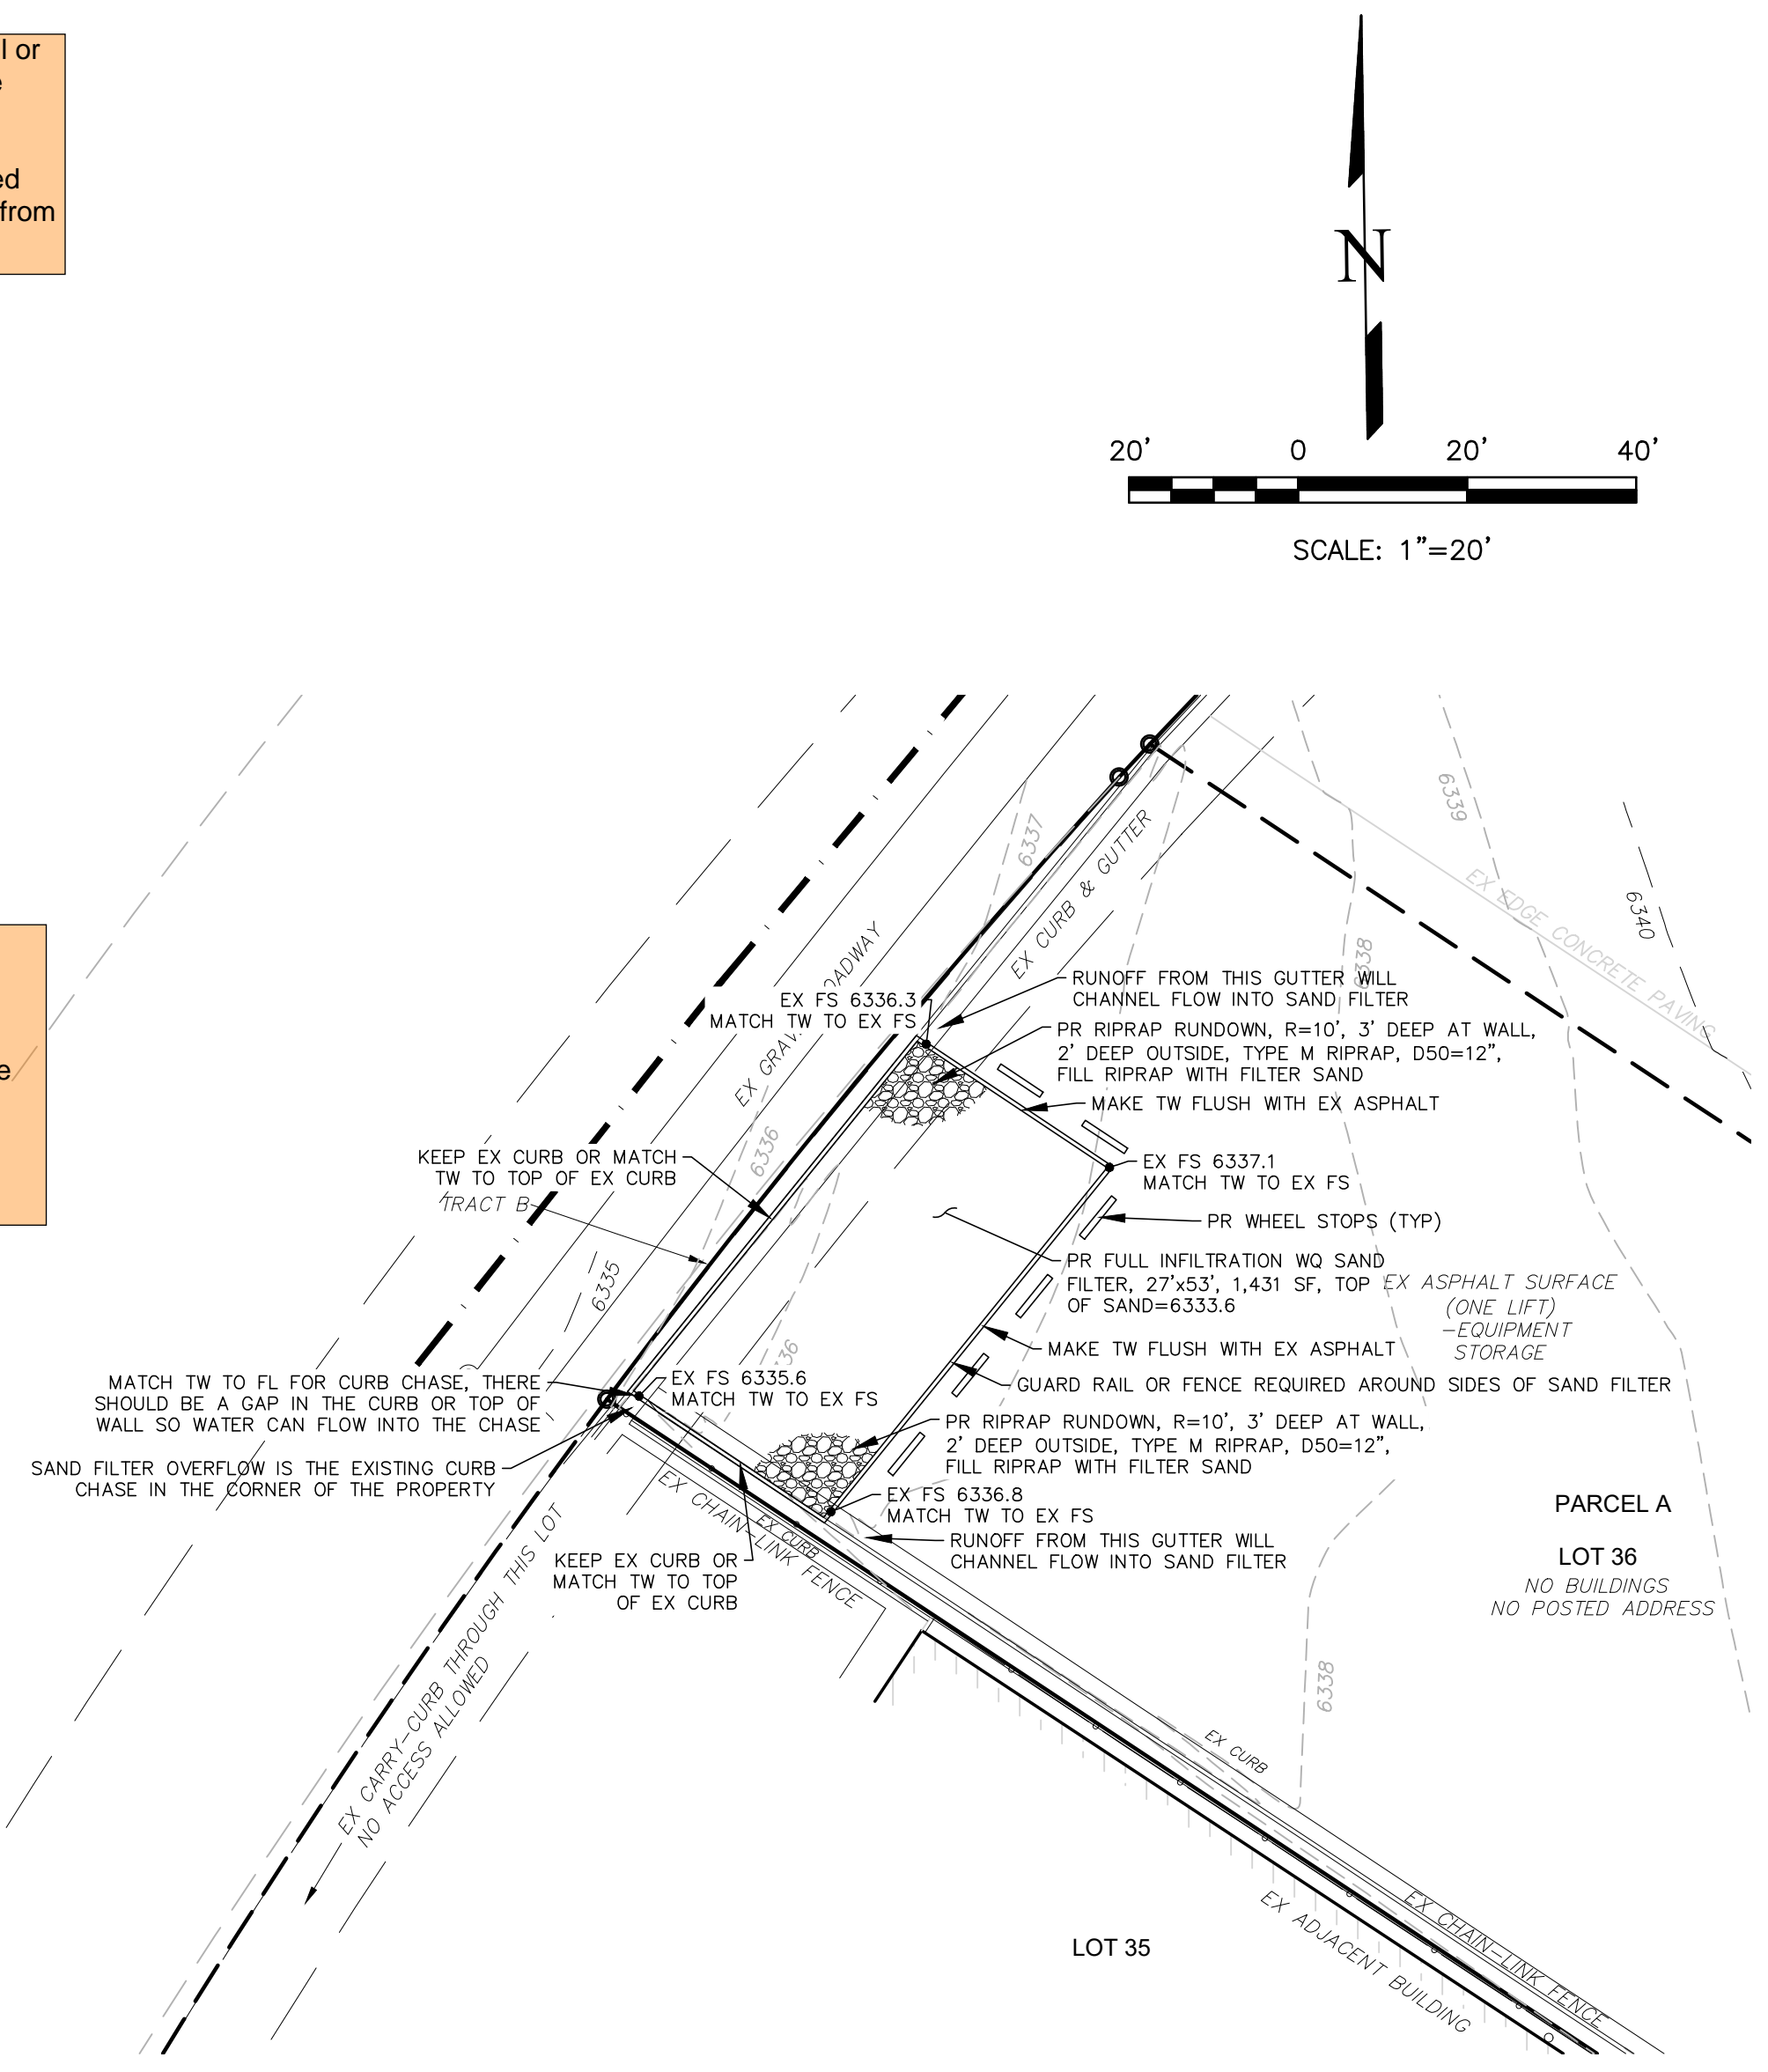 l or
e
ed
from
N
20' 0 20' 40'
SCALE: 1"=20'
e
6337
EX CURB & GUTTER
6339
6340
EX EDGE CONCRETE PAVING
6338
EX FS 6336.3
MATCH TW TO EX FS
RUNOFF FROM THIS GUTTER WILL
CHANNEL FLOW INTO SAND FILTER
PR RIPRAP RUNDOWN, R=10', 3' DEEP AT WALL,
2' DEEP OUTSIDE, TYPE M RIPRAP, D50=12",
FILL RIPRAP WITH FILTER SAND
MAKE TW FLUSH WITH EX ASPHALT
6336
KEEP EX CURB OR MATCH
TW TO TOP OF EX CURB
TRACT B
EX FS 6337.1
MATCH TW TO EX FS
PR WHEEL STOPS (TYP)
PR FULL INFILTRATION WQ SAND
FILTER, 27'x53', 1,431 SF, TOP
OF SAND=6333.6
EX ASPHALT SURFACE
(ONE LIFT)
-EQUIPMENT
STORAGE
6335
MAKE TW FLUSH WITH EX ASPHALT
GUARD RAIL OR FENCE REQUIRED AROUND SIDES OF SAND FILTER
MATCH TW TO FL FOR CURB CHASE, THERE
SHOULD BE A GAP IN THE CURB OR TOP OF
WALL SO WATER CAN FLOW INTO THE CHASE
EX FS 6335.6
MATCH TW TO EX FS
PR RIPRAP RUNDOWN, R=10', 3' DEEP AT WALL,
2' DEEP OUTSIDE, TYPE M RIPRAP, D50=12",
FILL RIPRAP WITH FILTER SAND
SAND FILTER OVERFLOW IS THE EXISTING CURB
CHASE IN THE CORNER OF THE PROPERTY
EX FS 6336.8
MATCH TW TO EX FS
RUNOFF FROM THIS GUTTER WILL
CHANNEL FLOW INTO SAND FILTER
EX CHAIN-LINK FENCE
EX CURB
KEEP EX CURB OR
MATCH TW TO TOP
OF EX CURB
PARCEL A
LOT 36
NO BUILDINGS
NO POSTED ADDRESS
EX CARRY-CURB THROUGH THIS LOT
NO ACCESS ALLOWED
6338
EX CURB
EX CHAIN-LINK FENCE
EX ADJACENT BUILDING
LOT 35